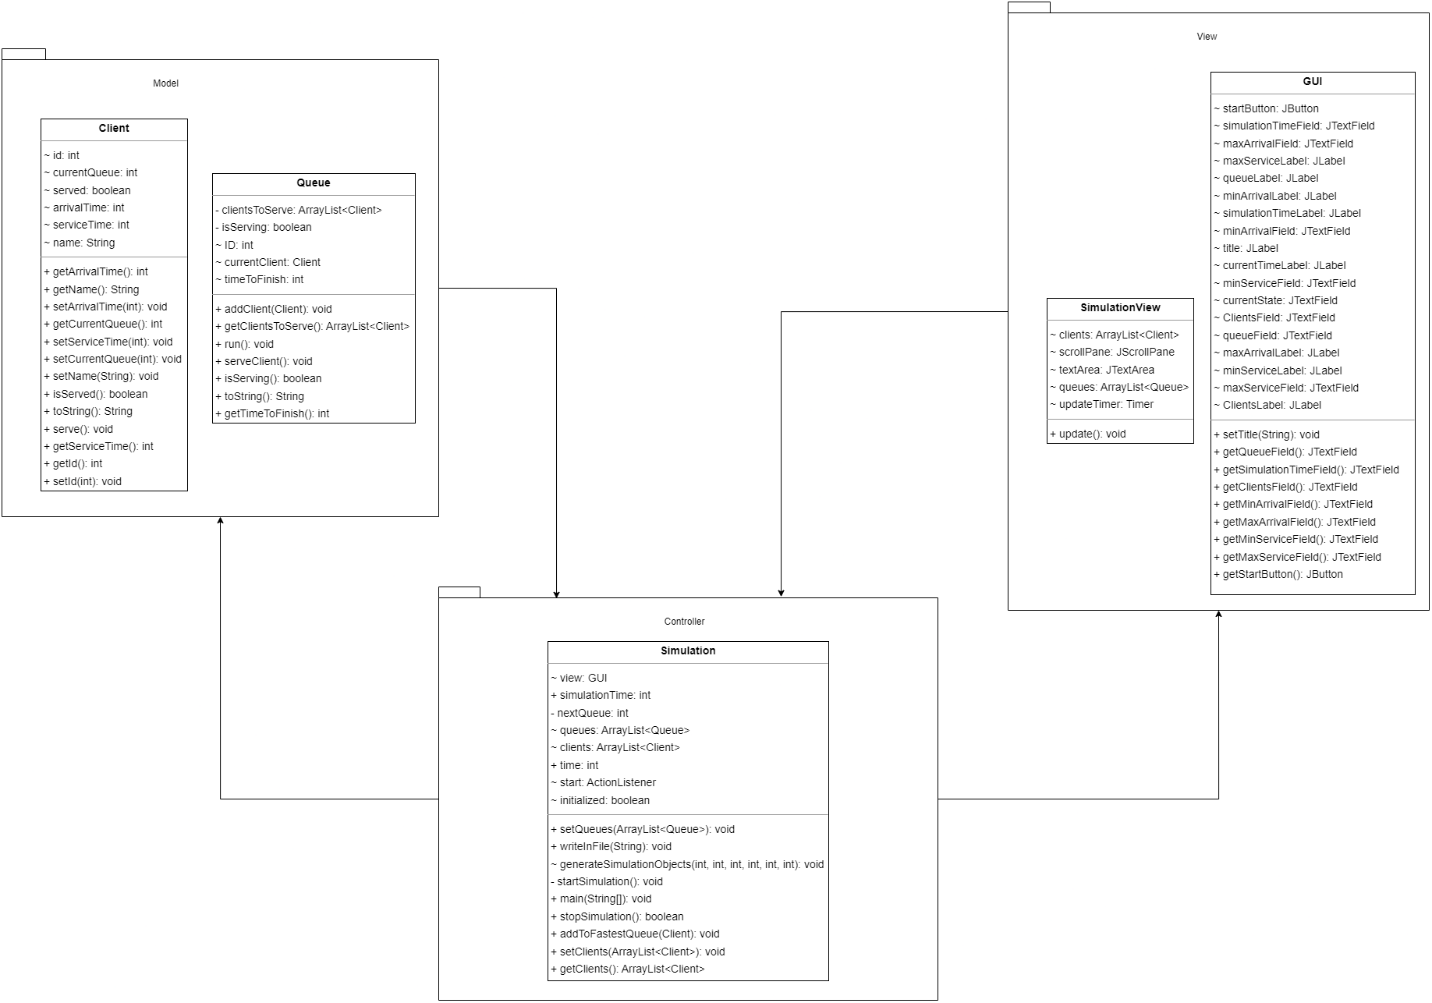 Model
Client
~ id: int
~ currentQueue: int
~ served: boolean
~ arrivalTime: int
~ serviceTime: int
~ name: String
+ getArrivalTime(): int
+ getName(): String
+ setArrivalTime(int): void
+ getCurrentQueue(): int
+ setServiceTime(int): void
+ setCurrentQueue(int): void
+ setName(String): void
+ isServed(): boolean
+ toString(): String
+ serve(): void
+ getServiceTime(): int
+ getId(): int
+ setId(int): void
Queue
- clientsToServe: ArrayList<Client>
- isServing: boolean
~ ID: int
~ currentClient: Client
~ timeToFinish: int
+ addClient(Client): void
+ getClientsToServe(): ArrayList<Client>
+ run(): void
+ serveClient(): void
+ isServing(): boolean
+ toString(): String
+ getTimeToFinish(): int
View
SimulationView
~ clients: ArrayList<Client>
~ scrollPane: JScrollPane
~ textArea: JTextArea
~ queues: ArrayList<Queue>
~ updateTimer: Timer
+ update(): void
GUI
~ startButton: JButton
~ simulationTimeField: JTextField
~ maxArrivalField: JTextField
~ maxServiceLabel: JLabel
~ queueLabel: JLabel
~ minArrivalLabel: JLabel
~ simulationTimeLabel: JLabel
~ minArrivalField: JTextField
~ title: JLabel
~ currentTimeLabel: JLabel
~ minServiceField: JTextField
~ currentState: JTextField
~ ClientsField: JTextField
~ queueField: JTextField
~ maxArrivalLabel: JLabel
~ minServiceLabel: JLabel
~ maxServiceField: JTextField
~ ClientsLabel: JLabel
+ setTitle(String): void
+ getQueueField(): JTextField
+ getSimulationTimeField(): JTextField
+ getClientsField(): JTextField
+ getMinArrivalField(): JTextField
+ getMaxArrivalField(): JTextField
+ getMinServiceField(): JTextField
+ getMaxServiceField(): JTextField
+ getStartButton(): JButton
Controller
Simulation
~ view: GUI
+ simulationTime: int
- nextQueue: int
~ queues: ArrayList<Queue>
~ clients: ArrayList<Client>
+ time: int
~ start: ActionListener
~ initialized: boolean
+ setQueues(ArrayList<Queue>): void
+ writeInFile(String): void
~ generateSimulationObjects(int, int, int, int, int, int): void
- startSimulation(): void
+ main(String[]): void
+ stopSimulation(): boolean
+ addToFastestQueue(Client): void
+ setClients(ArrayList<Client>): void
+ getClients(): ArrayList<Client>